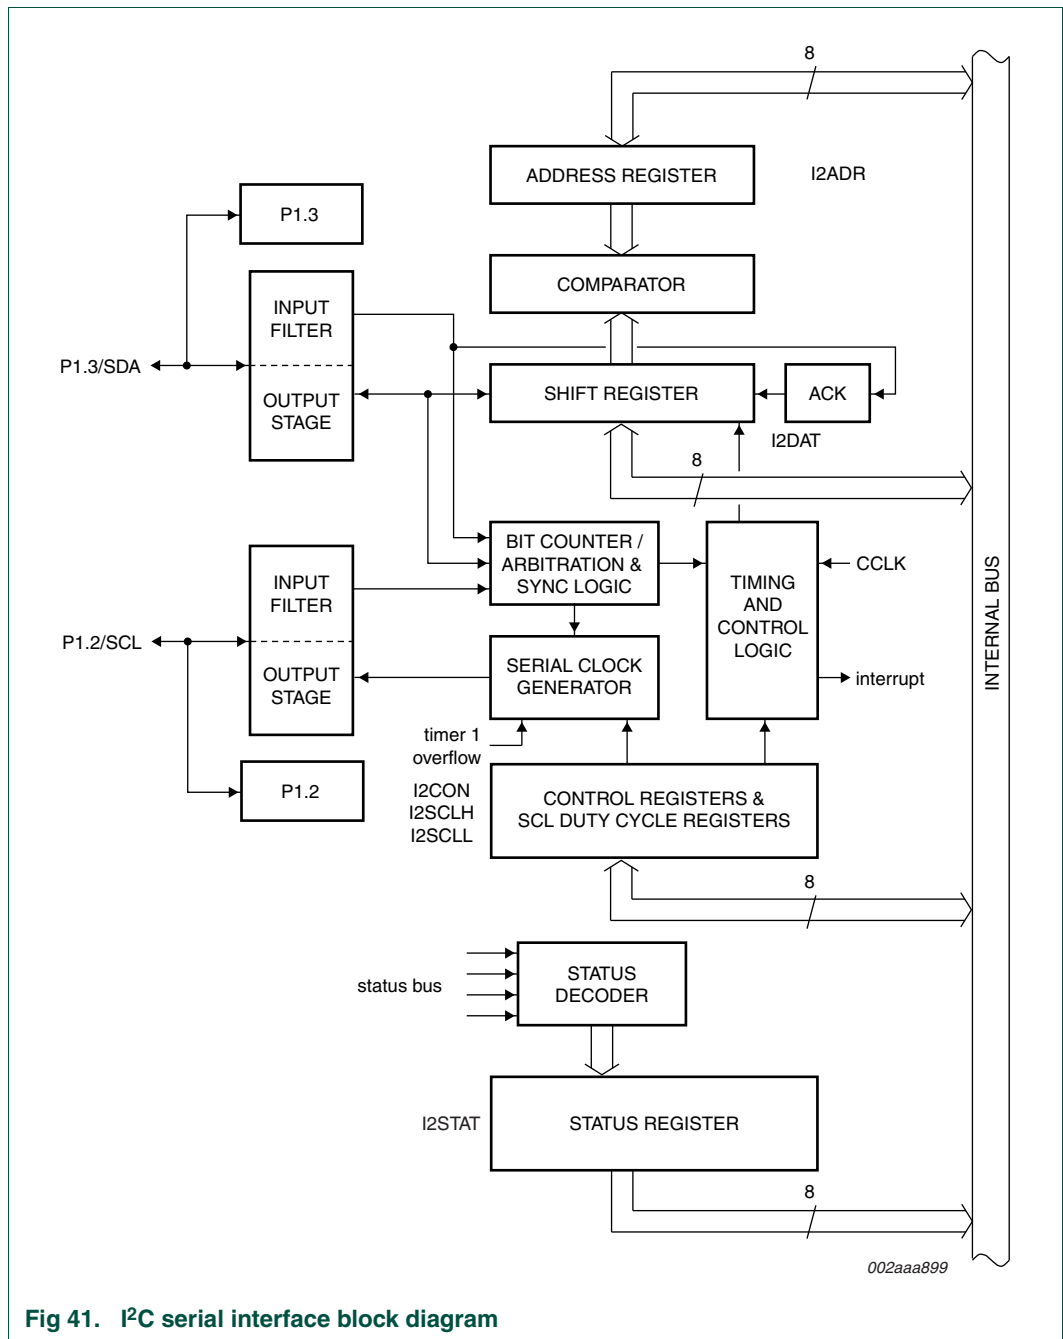 8
ADDRESS REGISTER
I2ADR
P1.3
COMPARATOR
INPUT
FILTER
P1.3/SDA
OUTPUT
STAGE
SHIFT REGISTER
ACK
I2DAT
8
BIT COUNTER /
ARBITRATION &
SYNC LOGIC
INPUT
FILTER
TIMING
AND
CONTROL
LOGIC
CCLK
INTERNAL BUS
P1.2/SCL
OUTPUT
STAGE
SERIAL CLOCK
GENERATOR
interrupt
timer 1
overflow
P1.2
I2CON
I2SCLH
I2SCLL
CONTROL REGISTERS &
SCL DUTY CYCLE REGISTERS
8
status bus
STATUS
DECODER
I2STAT
STATUS REGISTER
8
002aaa899
Fig 41. I²C serial interface block diagram